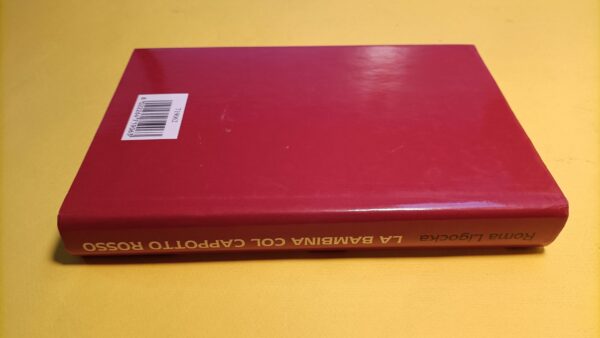 Roma Ligocka
LA BAMBINA COL CAPPOTTO ROSSO